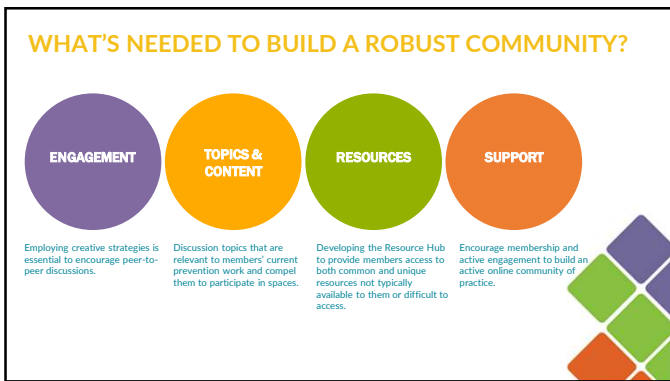 WHAT'S NEEDED TO BUILD A ROBUST COMMUNITY?
ENGAGEMENT
TOPICS &
CONTENT
RESOURCES
SUPPORT
Employing creative strategies is
essential to encourage peer-to-
peer discussions.
Discussion topics that are
relevant to members' current
prevention work and compel
them to participate in spaces.
Developing the Resource Hub
to provide members access to
both common and unique
resources not typically
available to them or difficult to
access.
Encourage membership and
active engagement to build an
active online community of
practice.